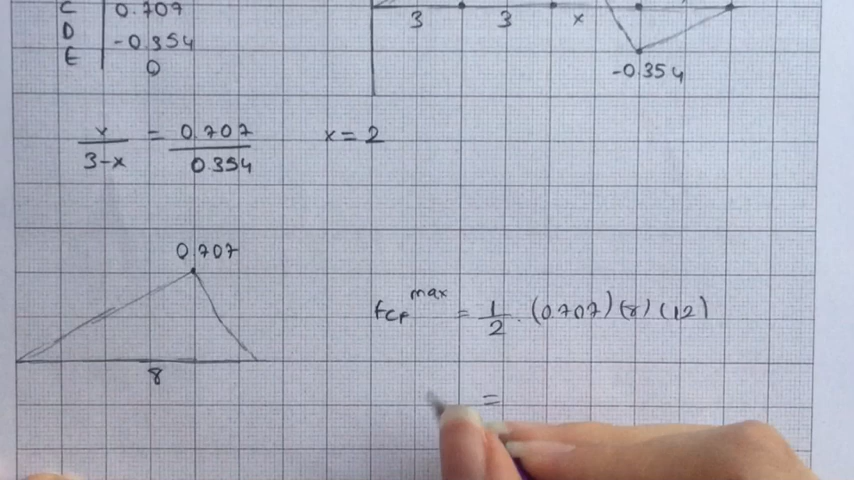 C 0.707
D -0.354
E 0
3 3 x
-0.354
x / 3-x = 0.707 / 0.354 x = 2
0.707
8
FCF max = 1/2 . (0.707)(8)(12)
=